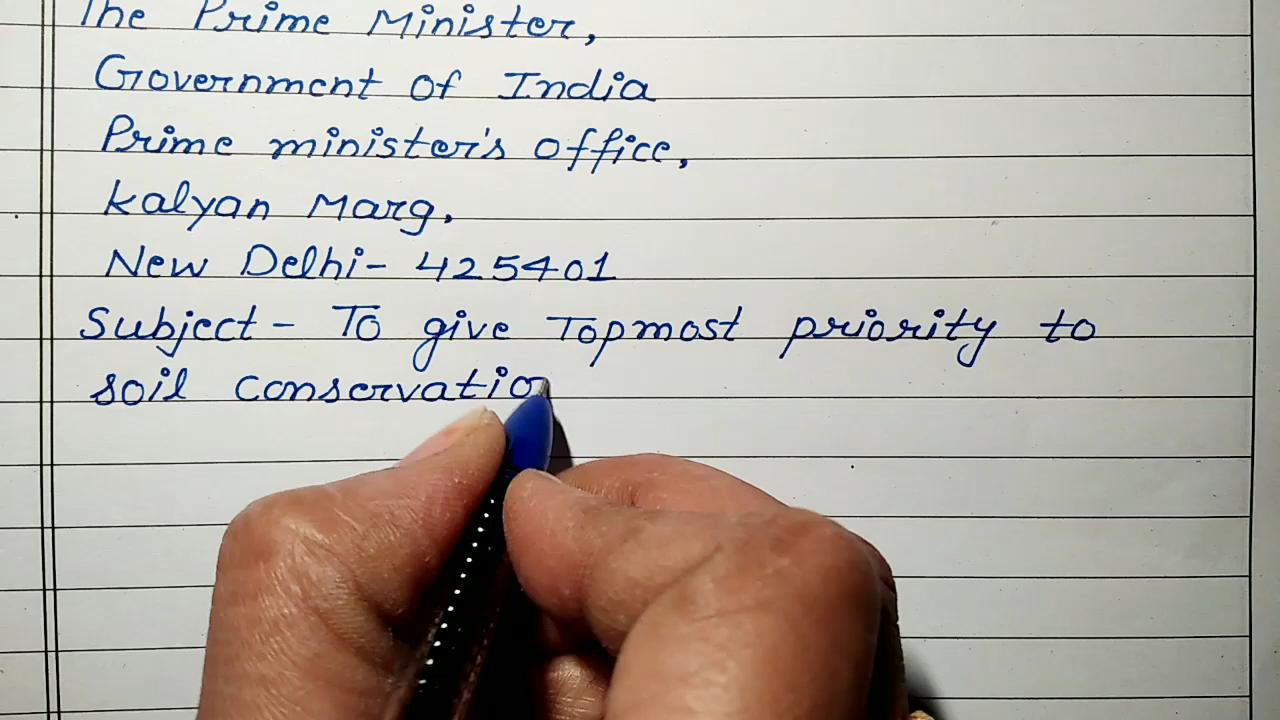 The Prime Minister,
Government of India
Prime minister's office,
Kalyan Marg.
New Delhi- 425401
Subject- To give Topmost priority to
soil conservatio